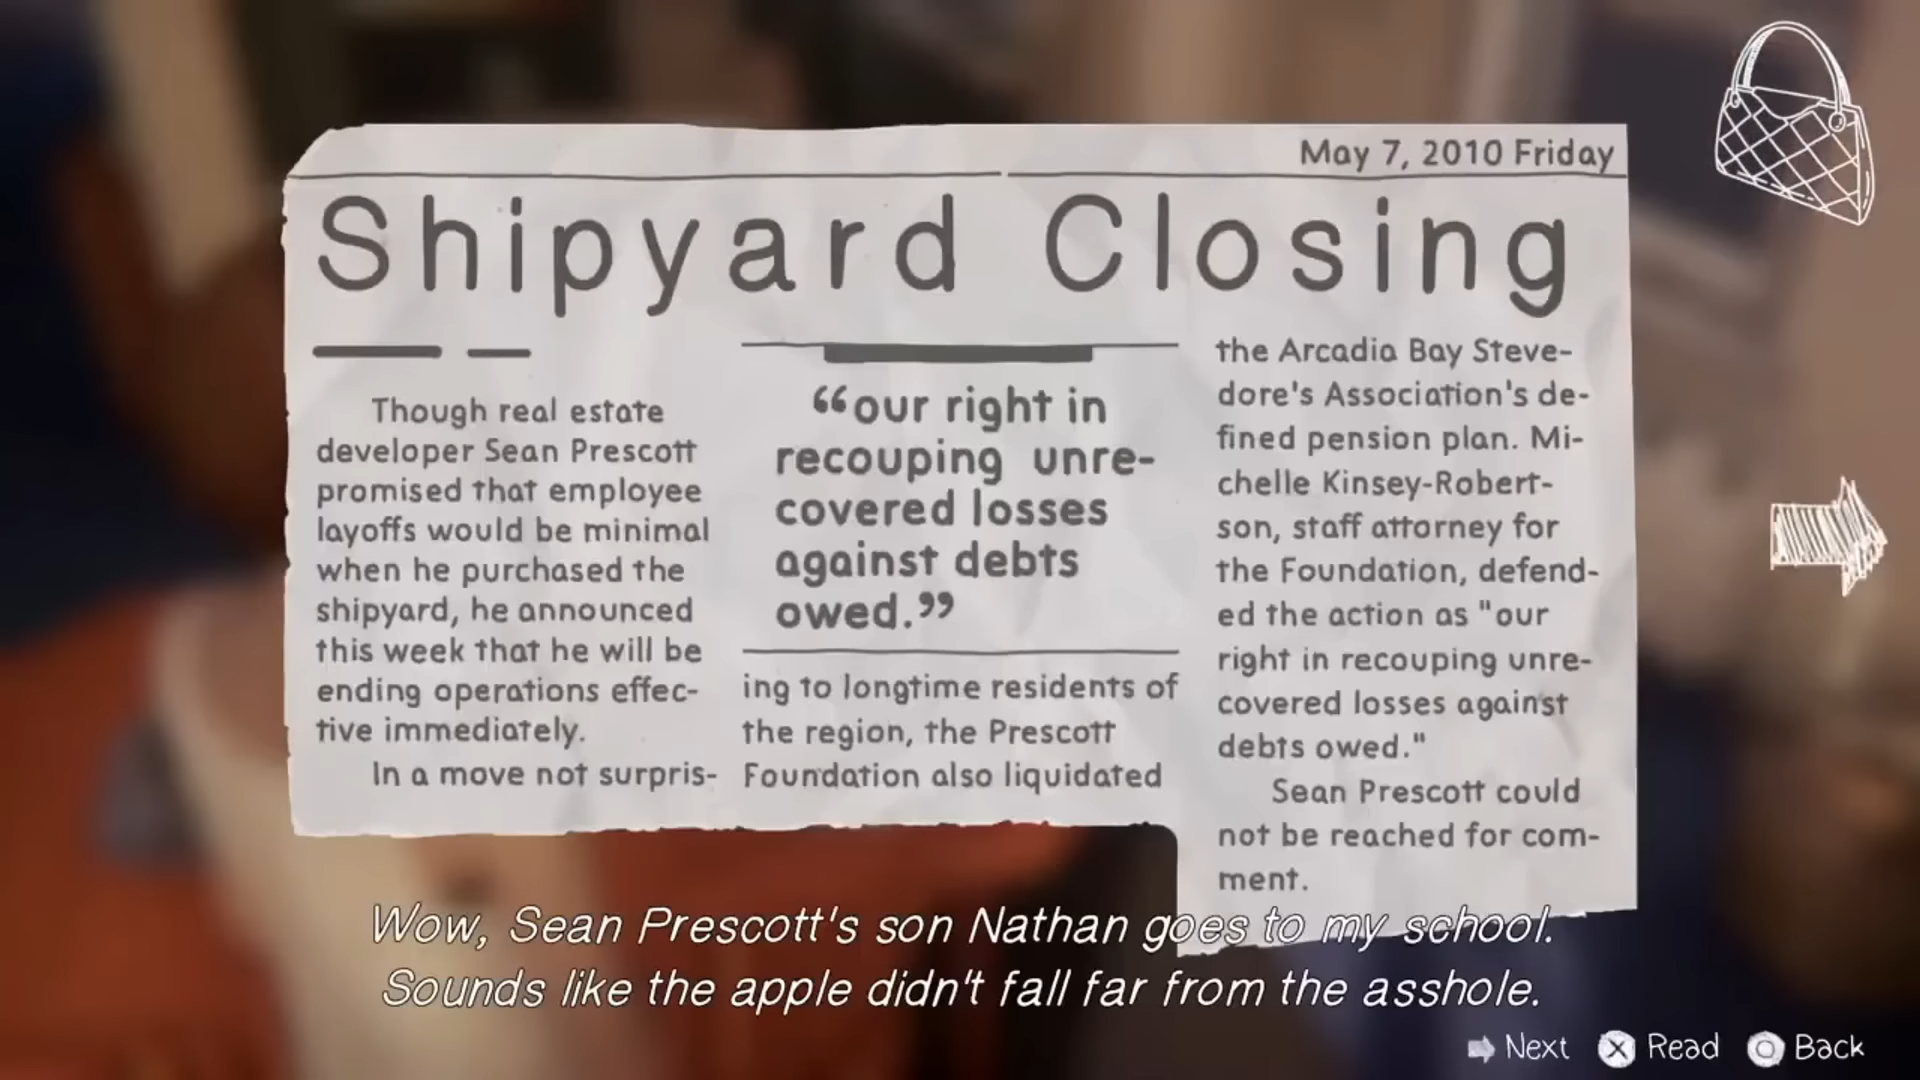 May 7, 2010 Friday
Shipyard Closing
Though real estate
developer Sean Prescott
promised that employee
layoffs would be minimal
when he purchased the
shipyard, he announced
this week that he will be
ending operations effec-
tive immediately.
In a move not surpris-
“our right in
recouping unre-
covered losses
against debts
owed.”
ing to longtime residents of
the region, the Prescott
Foundation also liquidated
the Arcadia Bay Steve-
dore's Association's de-
fined pension plan. Mi-
chelle Kinsey-Robert-
son, staff attorney for
the Foundation, defend-
ed the action as "our
right in recouping unre-
covered losses against
debts owed."
Sean Prescott could
not be reached for com-
ment.
Wow, Sean Prescott's son Nathan goes to my school.
Sounds like the apple didn't fall far from the asshole.
Next Read Back